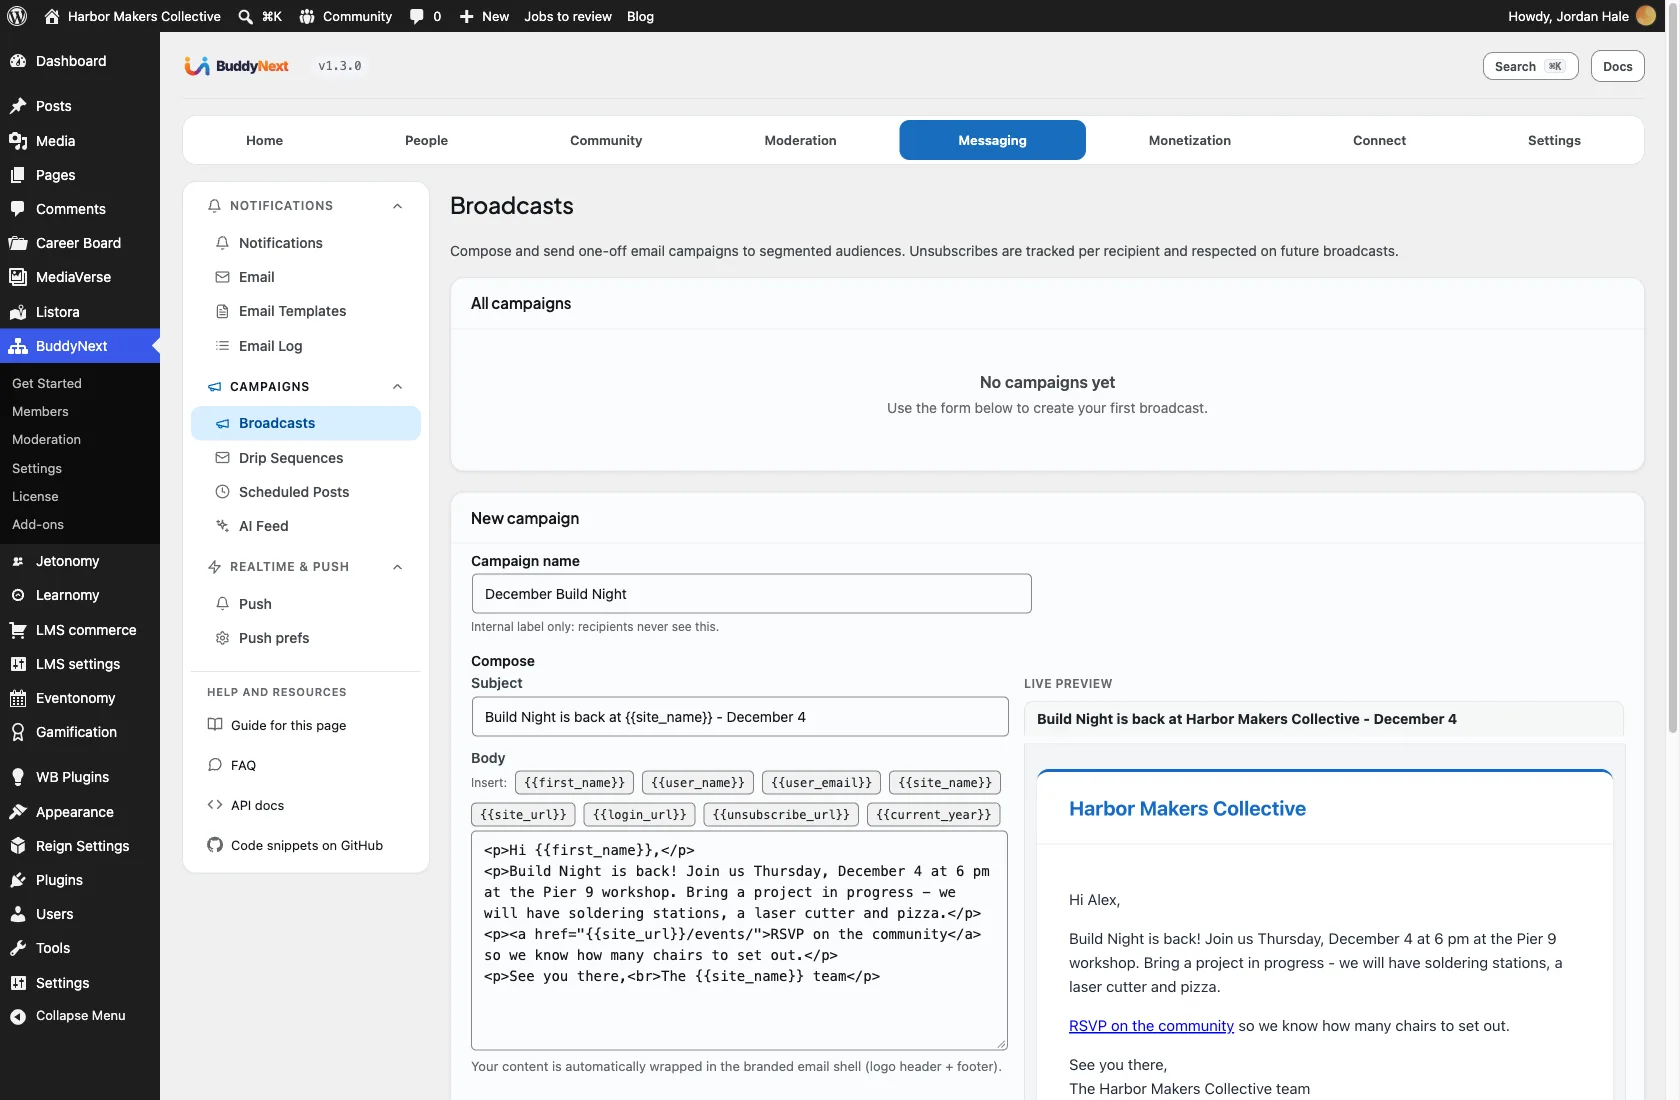 Harbor Makers Collective
⌘K
Community
0
New
Jobs to review
Blog
Howdy, Jordan Hale
Dashboard
Posts
Media
Pages
Comments
Career Board
MediaVerse
Listora
BuddyNext
Get Started
Members
Moderation
Settings
License
Add-ons
Jetonomy
Learnomy
LMS commerce
LMS settings
Eventonomy
Gamification
WB Plugins
Appearance
Reign Settings
Plugins
Users
Tools
Settings
Collapse Menu
BuddyNext
v1.3.0
Search ⌘K
Docs
Home
People
Community
Moderation
Messaging
Monetization
Connect
Settings
NOTIFICATIONS
Notifications
Email
Email Templates
Email Log
CAMPAIGNS
Broadcasts
Drip Sequences
Scheduled Posts
AI Feed
REALTIME & PUSH
Push
Push prefs
HELP AND RESOURCES
Guide for this page
FAQ
API docs
Code snippets on GitHub
Broadcasts
Compose and send one-off email campaigns to segmented audiences. Unsubscribes are tracked per recipient and respected on future broadcasts.
All campaigns
No campaigns yet
Use the form below to create your first broadcast.
New campaign
Campaign name
December Build Night
Internal label only: recipients never see this.
Compose
Subject
Build Night is back at {{site_name}} - December 4
Body
Insert: {{first_name}} {{user_name}} {{user_email}} {{site_name}}
{{site_url}} {{login_url}} {{unsubscribe_url}} {{current_year}}
<p>Hi {{first_name}},</p>
<p>Build Night is back! Join us Thursday, December 4 at 6 pm
at the Pier 9 workshop. Bring a project in progress – we
will have soldering stations, a laser cutter and pizza.</p>
<p><a href="{{site_url}}/events/">RSVP on the community</a>
so we know how many chairs to set out.</p>
<p>See you there,<br>The {{site_name}} team</p>
Your content is automatically wrapped in the branded email shell (logo header + footer).
LIVE PREVIEW
Build Night is back at Harbor Makers Collective - December 4
Harbor Makers Collective
Hi Alex,
Build Night is back! Join us Thursday, December 4 at 6 pm at the Pier 9
workshop. Bring a project in progress - we will have soldering stations, a
laser cutter and pizza.
RSVP on the community so we know how many chairs to set out.
See you there,
The Harbor Makers Collective team